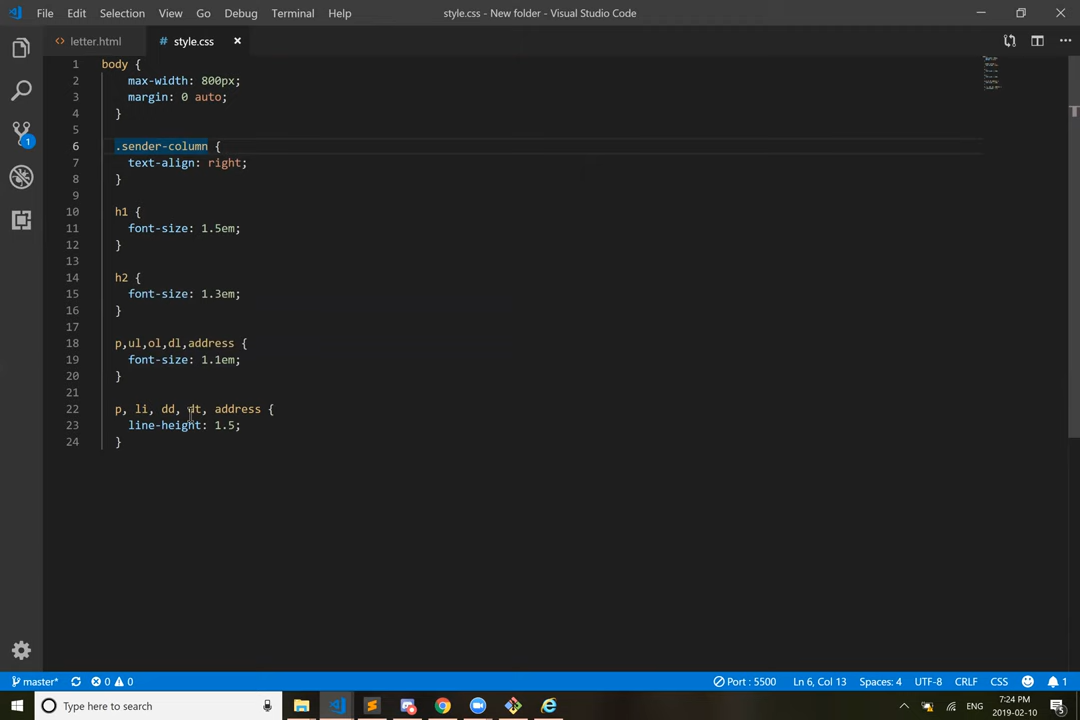 File Edit Selection View Go Debug Terminal Help
style.css - New folder - Visual Studio Code
<> letter.html
# style.css ×
1 body {
2 max-width: 800px;
3 margin: 0 auto;
4 }
5
6 .sender-column {
7 text-align: right;
8 }
9
10 h1 {
11 font-size: 1.5em;
12 }
13
14 h2 {
15 font-size: 1.3em;
16 }
17
18 p,ul,ol,dl,address {
19 font-size: 1.1em;
20 }
21
22 p, li, dd, dt, address {
23 line-height: 1.5;
24 }
1
master* 0 0 Port : 5500 Ln 6, Col 13 Spaces: 4 UTF-8 CRLF CSS 1
Type here to search
ENG
7:24 PM
2019-02-10
5